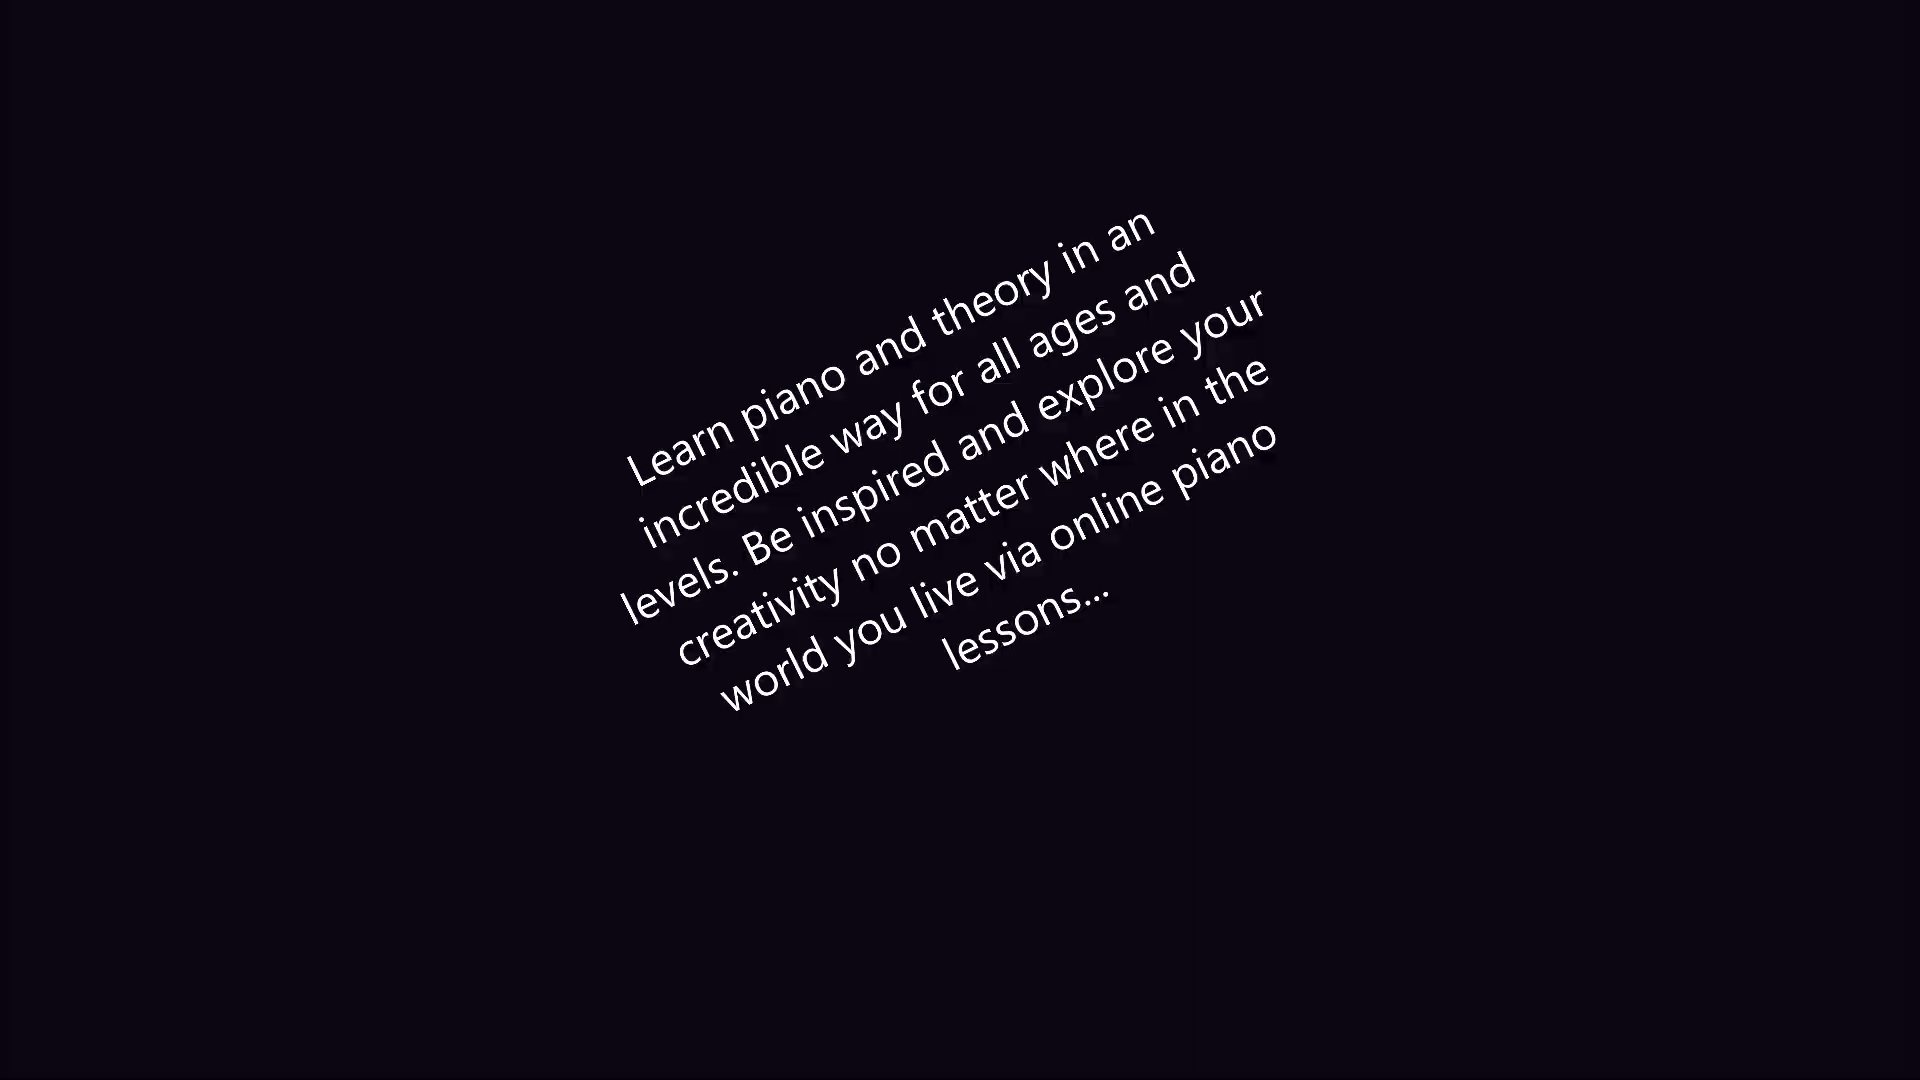 Learn piano and theory in an
incredible way for all ages and
levels. Be inspired and explore your
creativity no matter where in the
world you live via online piano
lessons...